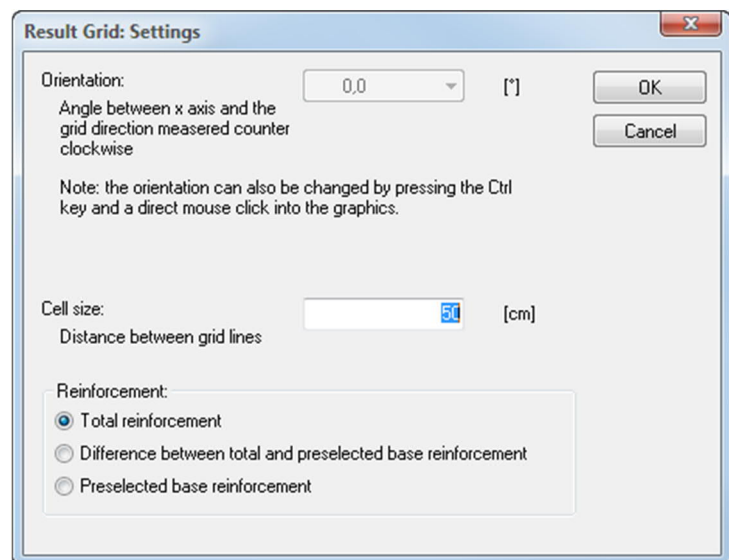 Result Grid: Settings
Orientation:
0,0
[°]
OK
Angle between x axis and the
grid direction measered counter
clockwise
Cancel
Note: the orientation can also be changed by pressing the Ctrl
key and a direct mouse click into the graphics.
Cell size:
50
[cm]
Distance between grid lines
Reinforcement:
Total reinforcement
Difference between total and preselected base reinforcement
Preselected base reinforcement